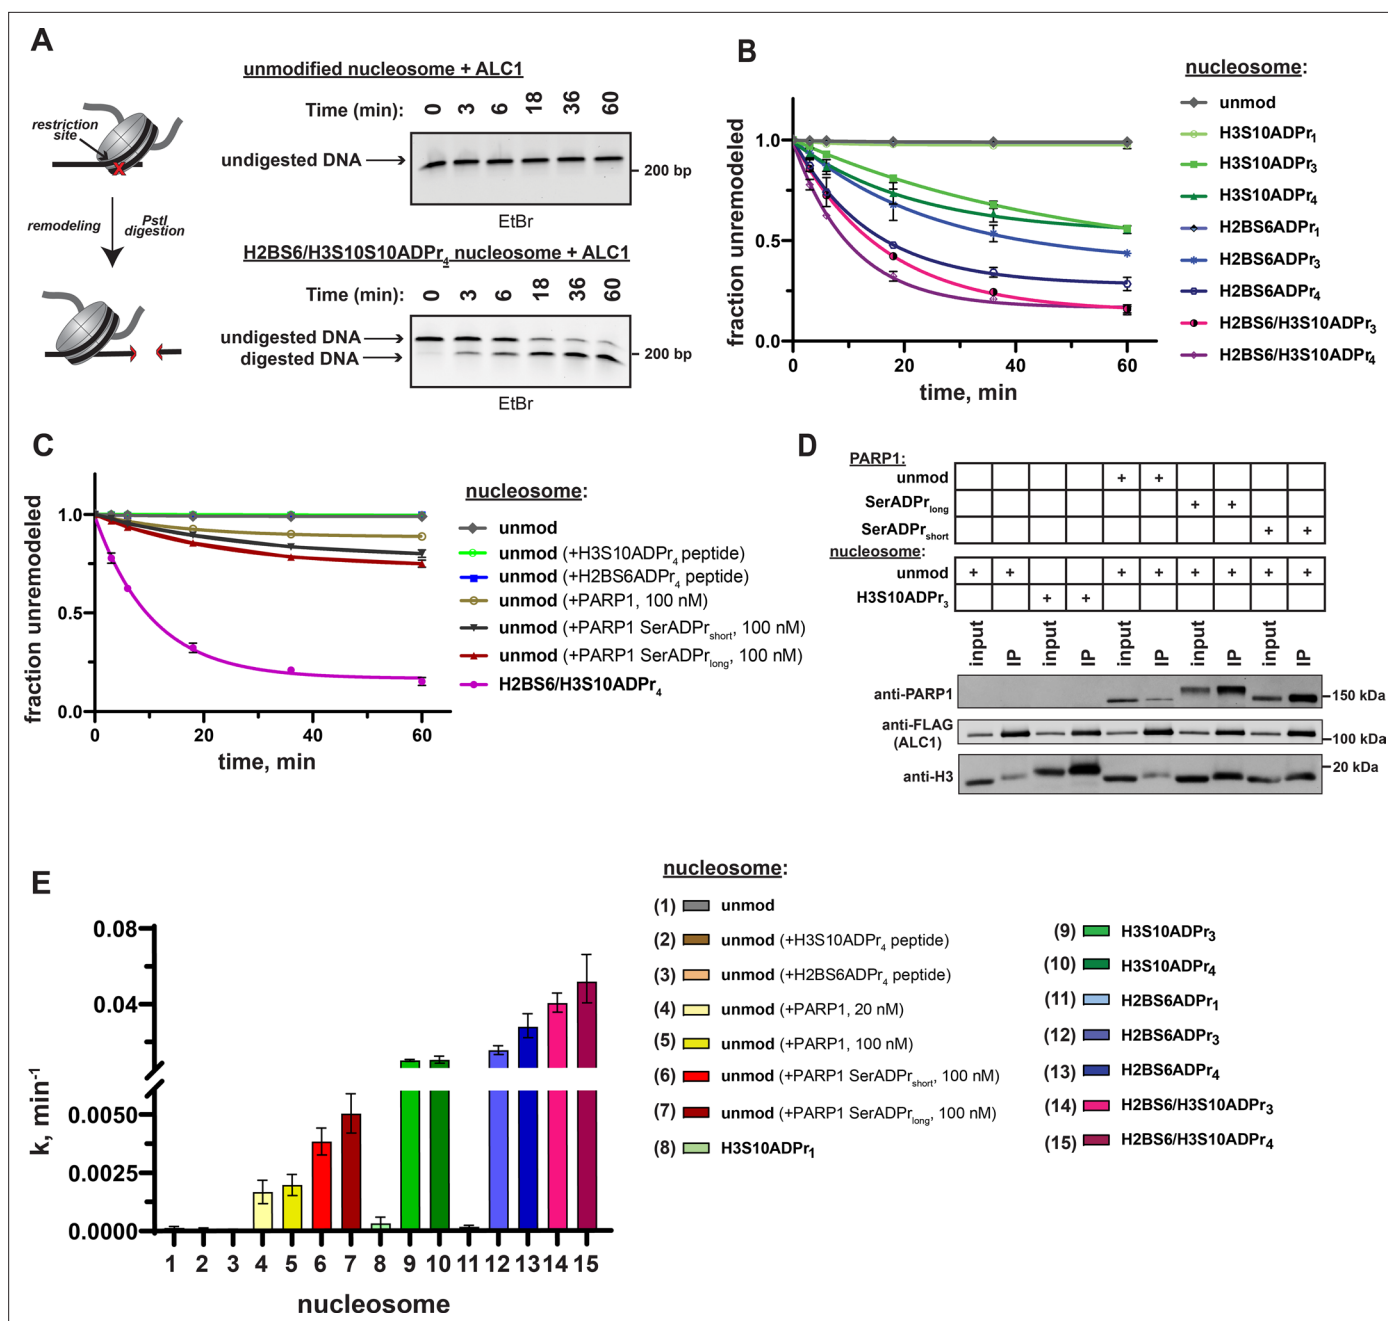 A
unmodified nucleosome + ALC1
Time (min): 0 3 6 18 36 60
restriction site
undigested DNA
200 bp
EtBr
remodeling
PstI digestion
H2BS6/H3S10S10ADPr4 nucleosome + ALC1
Time (min): 0 3 6 18 36 60
undigested DNA
digested DNA
200 bp
EtBr
B
fraction unremodeled
1.0
0.5
0.0
0 20 40 60
time, min
nucleosome:
unmod
H3S10ADPr1
H3S10ADPr3
H3S10ADPr4
H2BS6ADPr1
H2BS6ADPr3
H2BS6ADPr4
H2BS6/H3S10ADPr3
H2BS6/H3S10ADPr4
C
fraction unremodeled
1.0
0.5
0.0
0 20 40 60
time, min
nucleosome:
unmod
unmod (+H3S10ADPr4 peptide)
unmod (+H2BS6ADPr4 peptide)
unmod (+PARP1, 100 nM)
unmod (+PARP1 SerADPrshort, 100 nM)
unmod (+PARP1 SerADPrlong, 100 nM)
H2BS6/H3S10ADPr4
D
PARP1:
unmod + +
SerADPrlong + +
SerADPrshort + +
nucleosome:
unmod + + + + + + + +
H3S10ADPr3 + +
input IP input IP input IP input IP input IP
anti-PARP1
150 kDa
anti-FLAG (ALC1)
100 kDa
anti-H3
20 kDa
E
k, min-1
0.08
0.04
0.0050
0.0025
0.0000
1 2 3 4 5 6 7 8 9 10 11 12 13 14 15
nucleosome
nucleosome:
(1) unmod
(2) unmod (+H3S10ADPr4 peptide)
(3) unmod (+H2BS6ADPr4 peptide)
(4) unmod (+PARP1, 20 nM)
(5) unmod (+PARP1, 100 nM)
(6) unmod (+PARP1 SerADPrshort, 100 nM)
(7) unmod (+PARP1 SerADPrlong, 100 nM)
(8) H3S10ADPr1
(9) H3S10ADPr3
(10) H3S10ADPr4
(11) H2BS6ADPr1
(12) H2BS6ADPr3
(13) H2BS6ADPr4
(14) H2BS6/H3S10ADPr3
(15) H2BS6/H3S10ADPr4